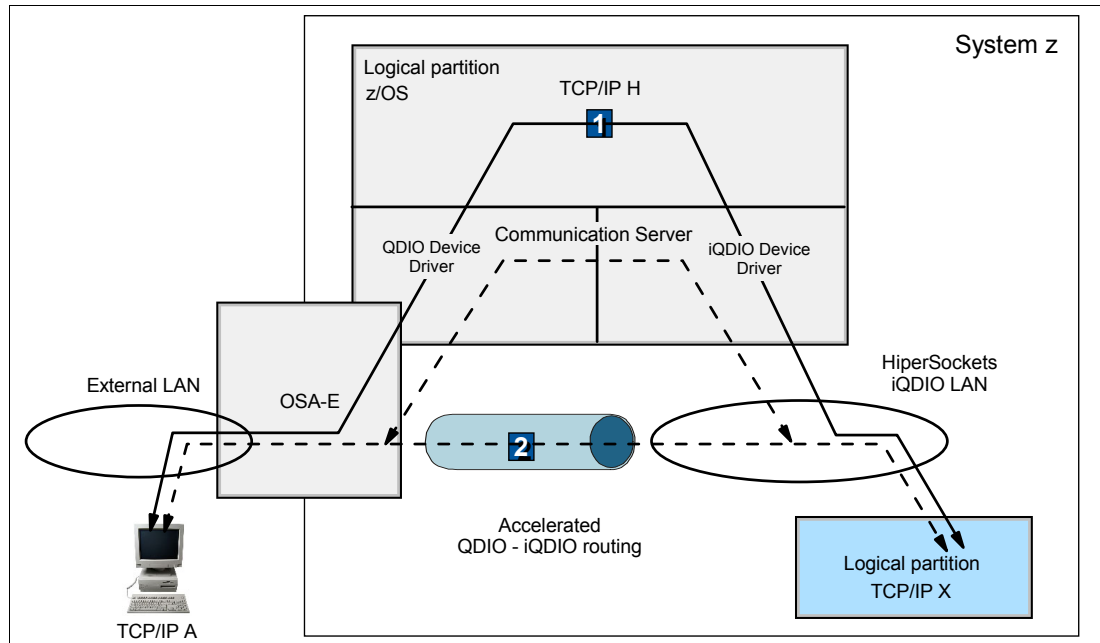 System z
Logical partition
z/OS
TCP/IP H
1
Communication Server
QDIO Device
Driver
iQDIO Device
Driver
External LAN
OSA-E
HiperSockets
iQDIO LAN
2
Accelerated
QDIO - iQDIO routing
Logical partition
TCP/IP X
TCP/IP A